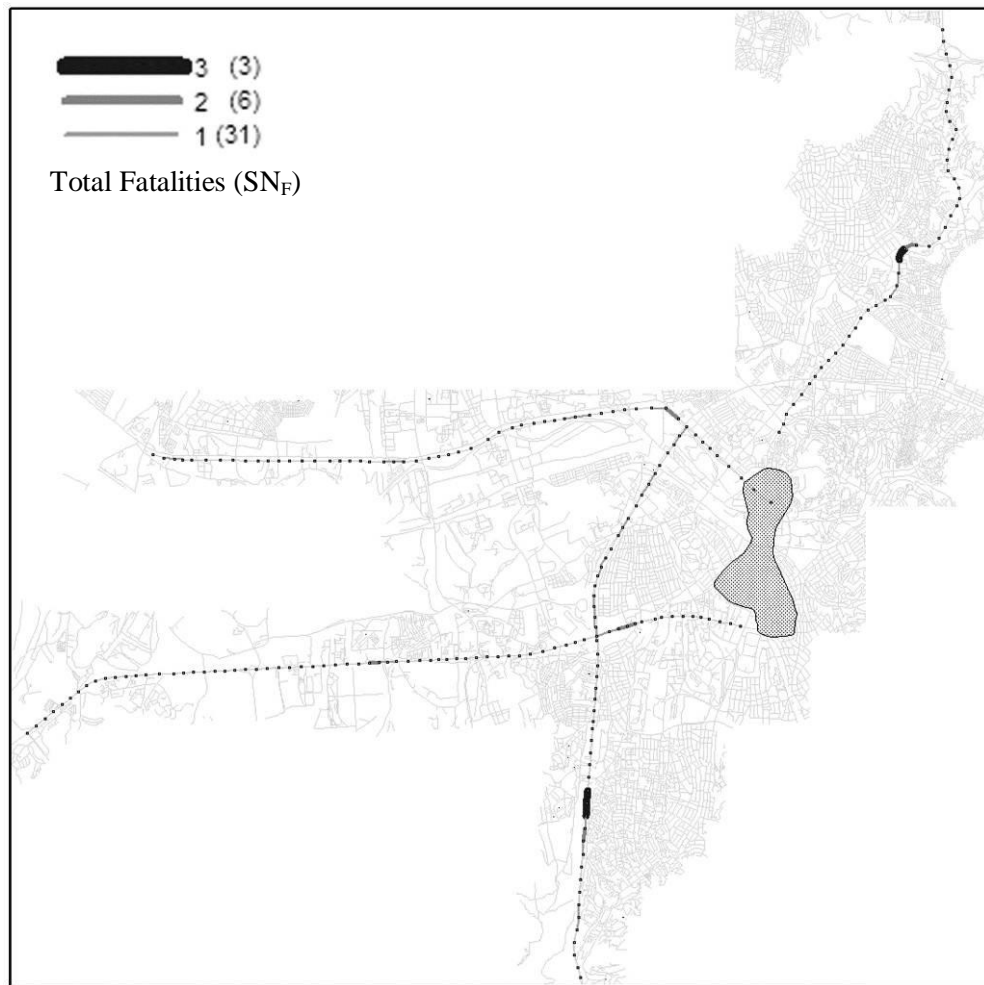 3 (3)
2 (6)
1 (31)
Total Fatalities (SN_F)